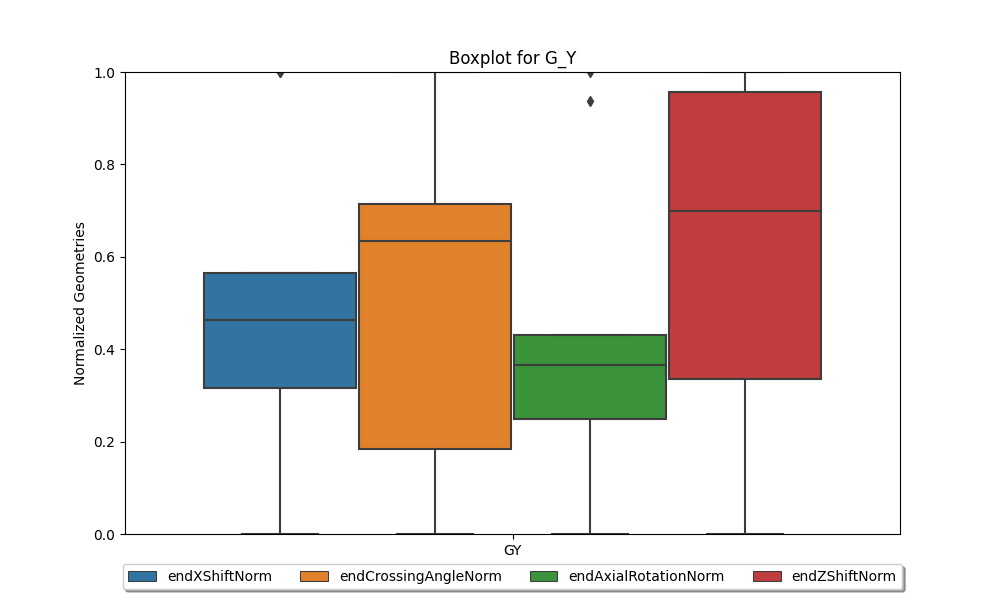 Boxplot for G_Y
1.0
0.8
0.6
0.4
0.2
0.0
Normalized Geometries
GY
endXShiftNorm endCrossingAngleNorm endAxialRotationNorm endZShiftNorm